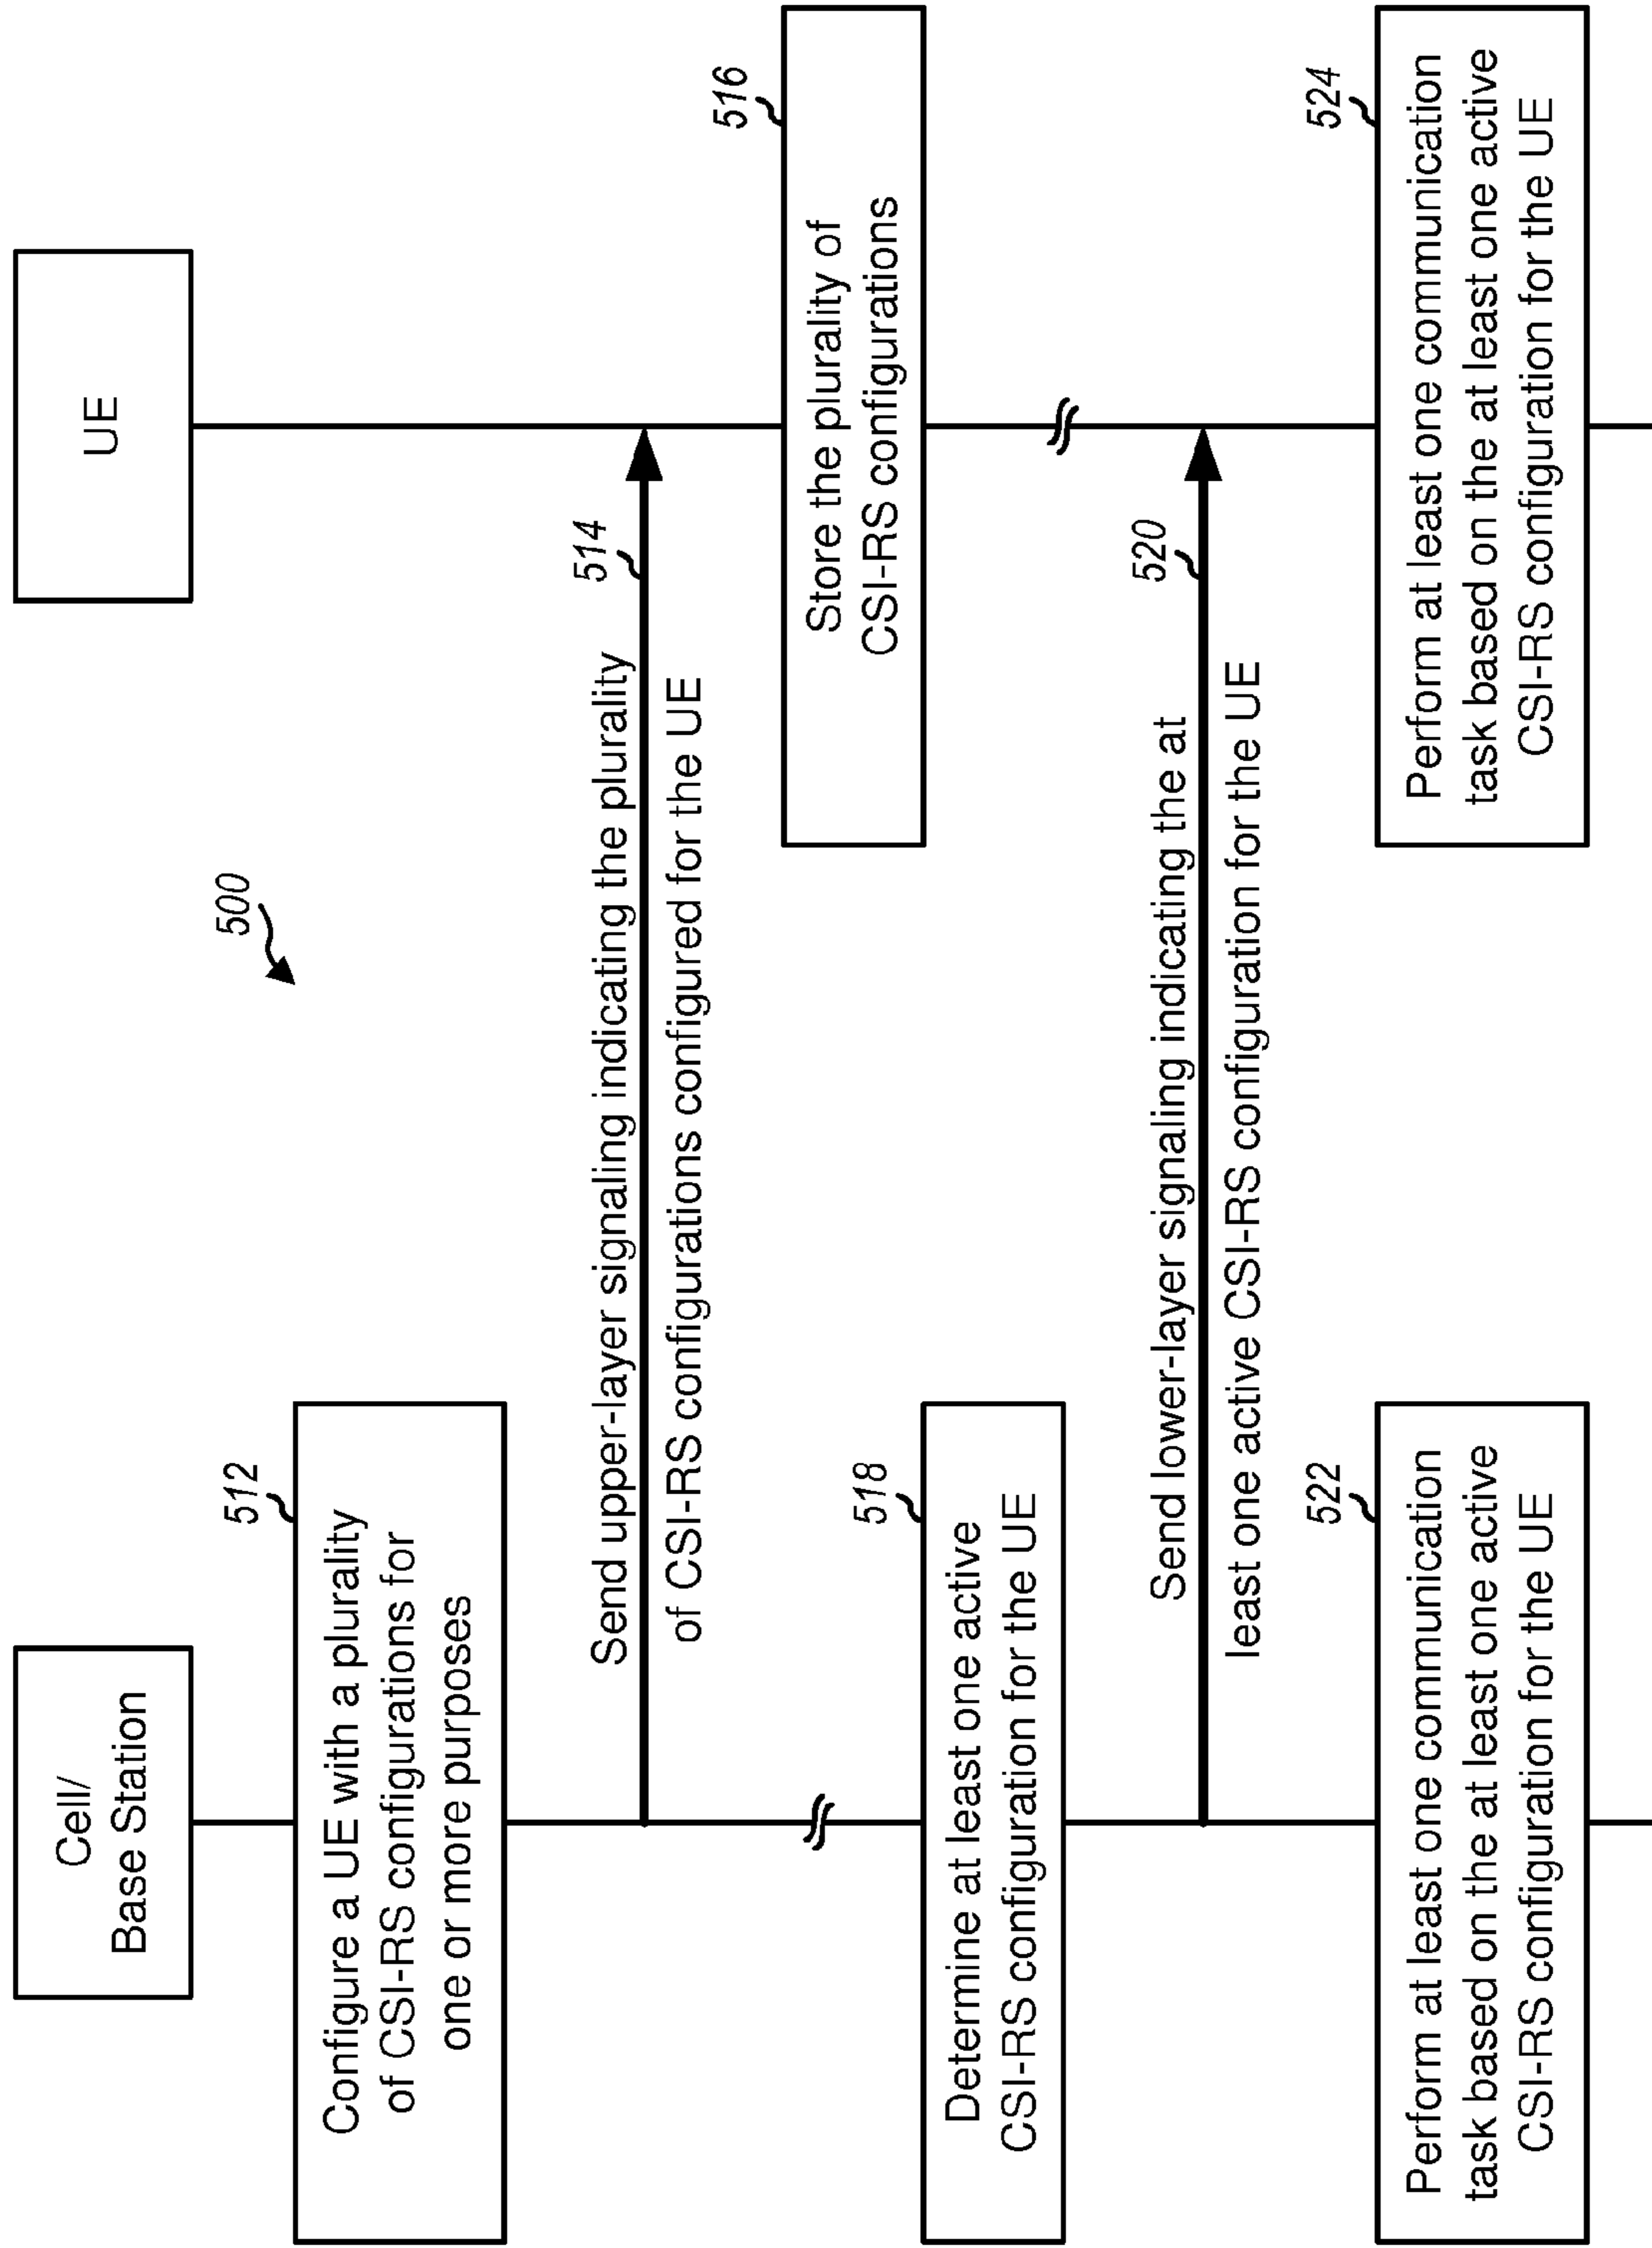 500
Cell/
Base Station
UE
512
Configure a UE with a plurality
of CSI-RS configurations for
one or more purposes
514
Send upper-layer signaling indicating the plurality
of CSI-RS configurations configured for the UE
516
Store the plurality of
CSI-RS configurations
518
Determine at least one active
CSI-RS configuration for the UE
520
Send lower-layer signaling indicating the at
least one active CSI-RS configuration for the UE
522
Perform at least one communication
task based on the at least one active
CSI-RS configuration for the UE
524
Perform at least one communication
task based on the at least one active
CSI-RS configuration for the UE